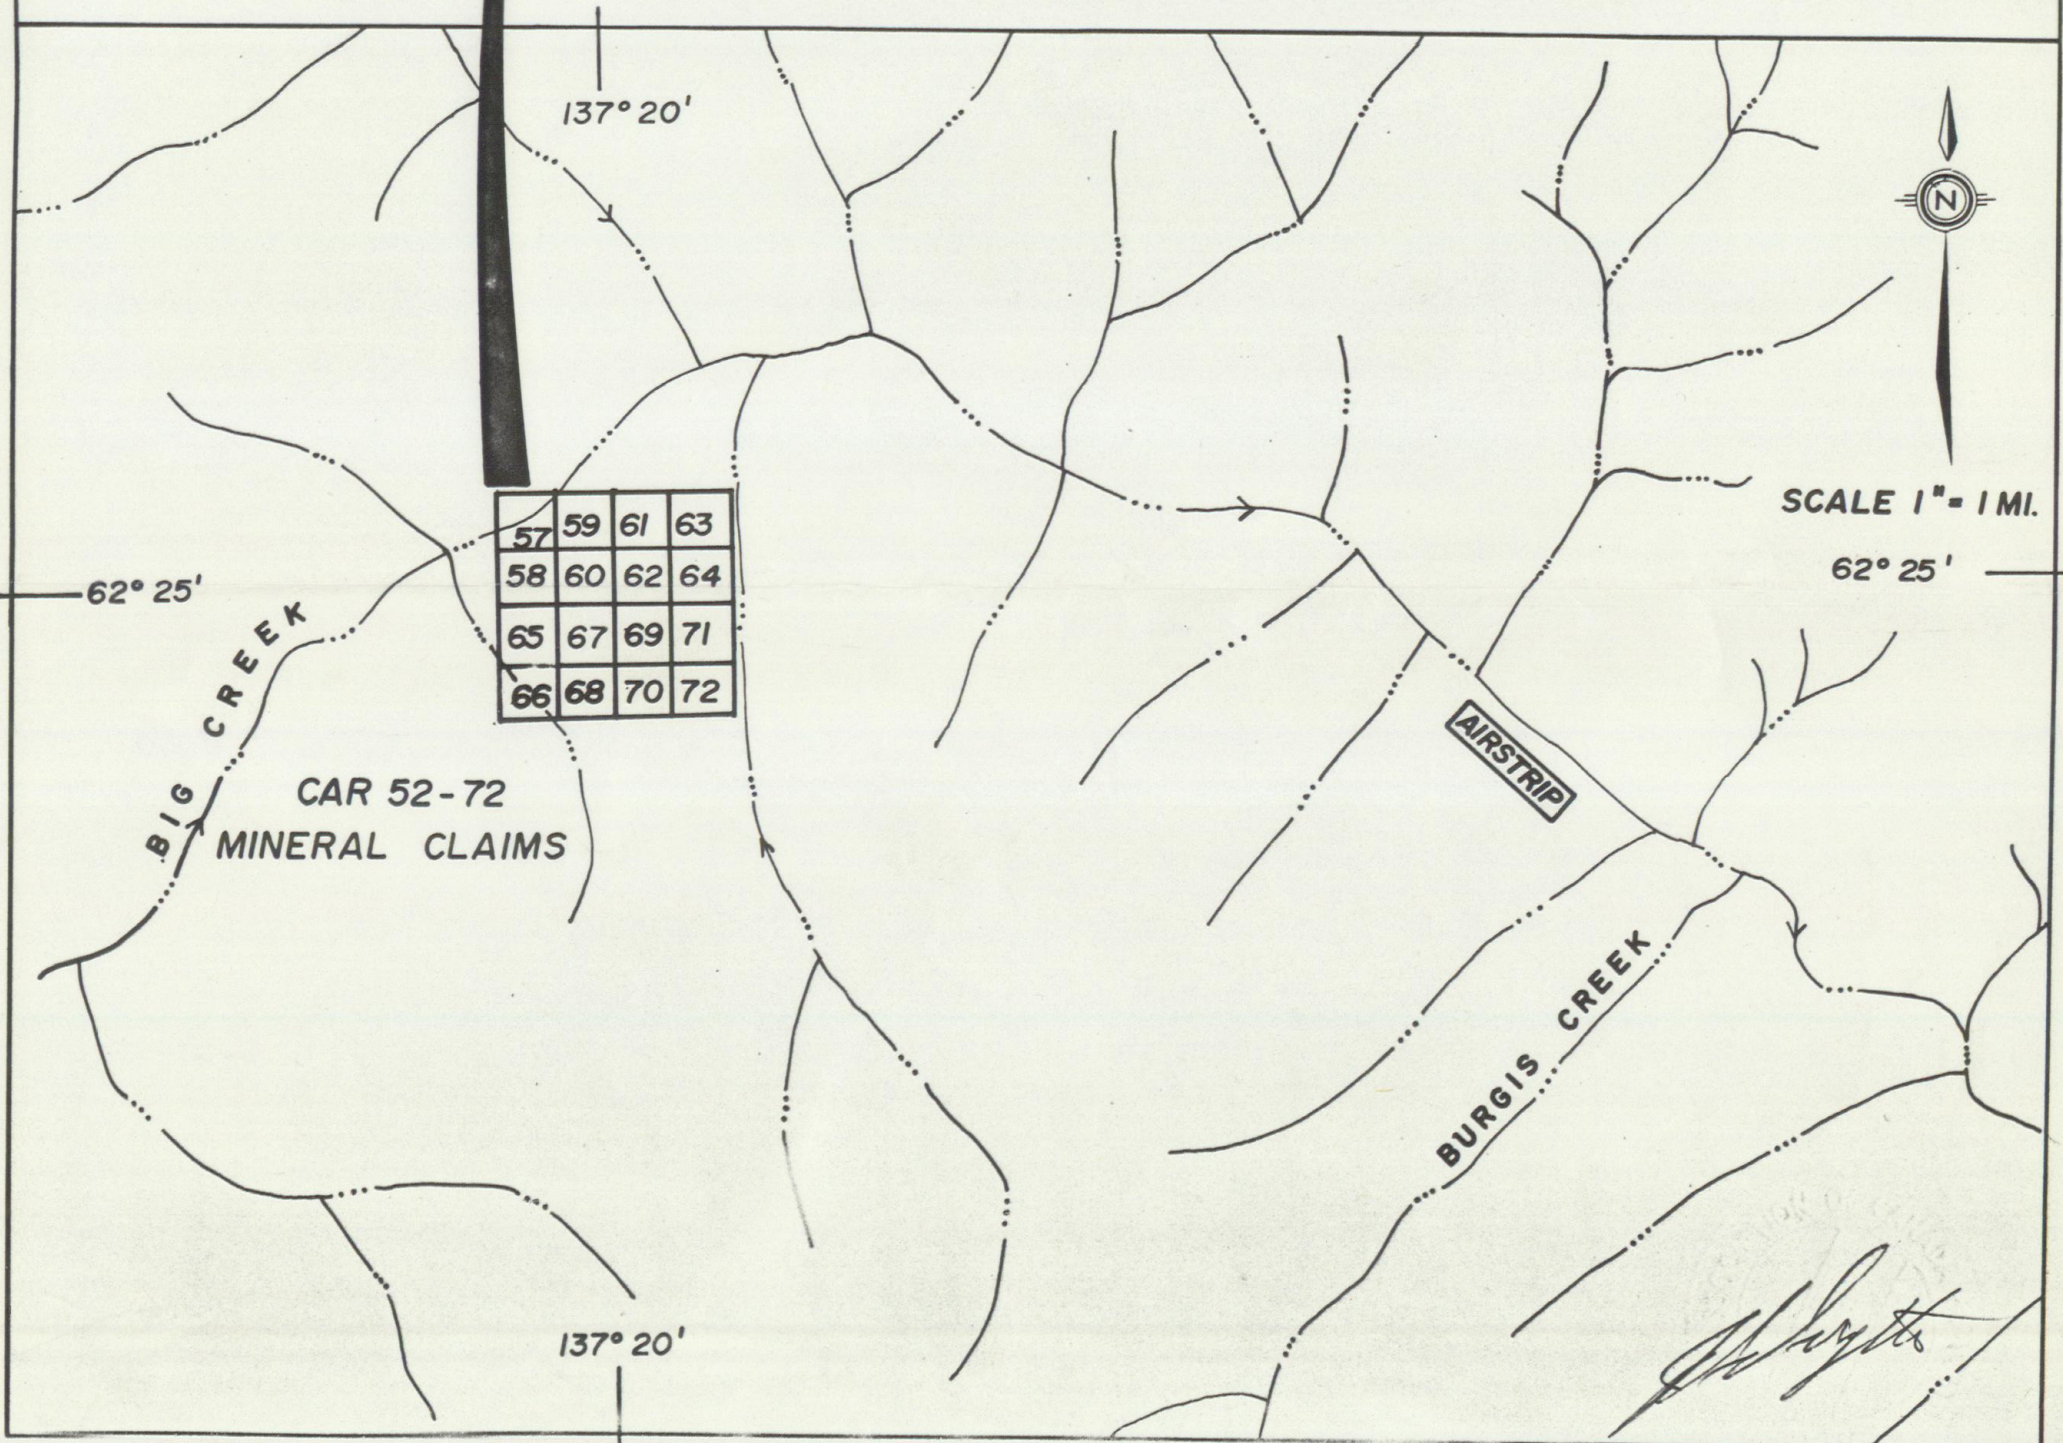 137° 20'
N
SCALE 1" = 1 MI.
62° 25'
62° 25'
57 59 61 63
58 60 62 64
65 67 69 71
66 68 70 72
BIG CREEK
CAR 52-72
MINERAL CLAIMS
AIRSTRIP
BURGIS CREEK
137° 20'